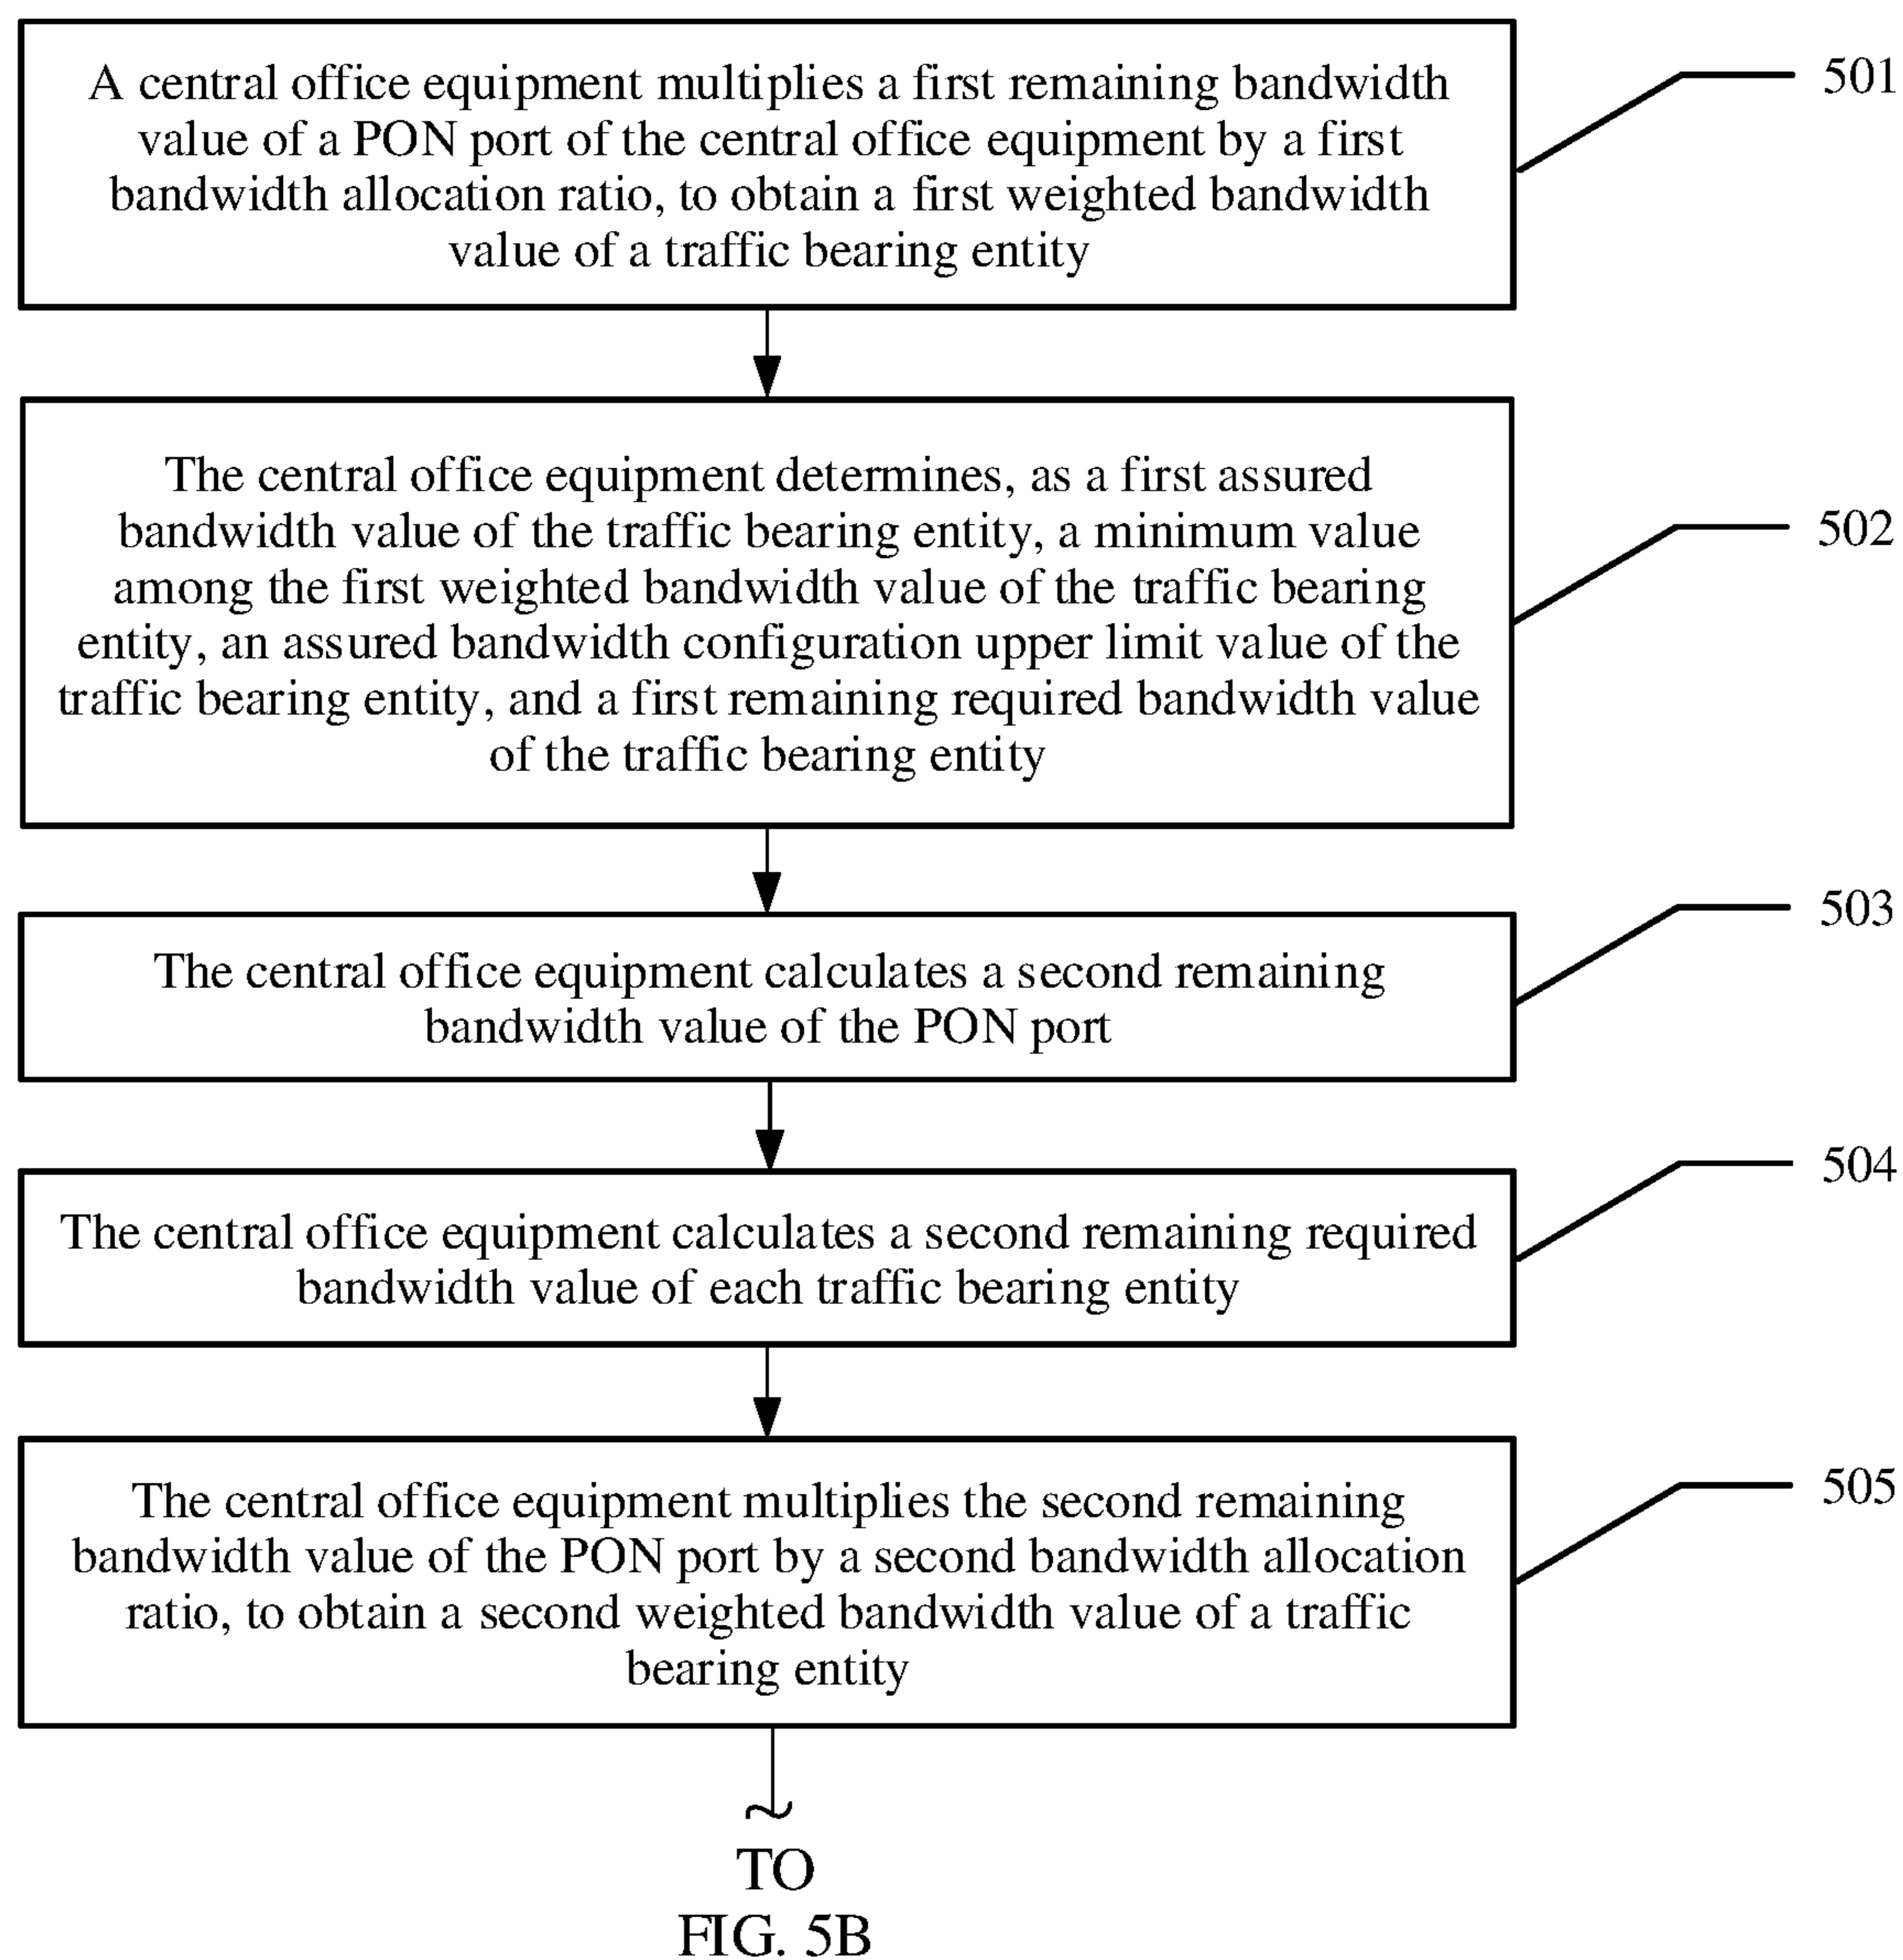 A central office equipment multiplies a first remaining bandwidth
value of a PON port of the central office equipment by a first
bandwidth allocation ratio, to obtain a first weighted bandwidth
value of a traffic bearing entity
501
The central office equipment determines, as a first assured
bandwidth value of the traffic bearing entity, a minimum value
among the first weighted bandwidth value of the traffic bearing
entity, an assured bandwidth configuration upper limit value of the
traffic bearing entity, and a first remaining required bandwidth value
of the traffic bearing entity
502
The central office equipment calculates a second remaining
bandwidth value of the PON port
503
The central office equipment calculates a second remaining required
bandwidth value of each traffic bearing entity
504
The central office equipment multiplies the second remaining
bandwidth value of the PON port by a second bandwidth allocation
ratio, to obtain a second weighted bandwidth value of a traffic
bearing entity
505
TO
FIG. 5B